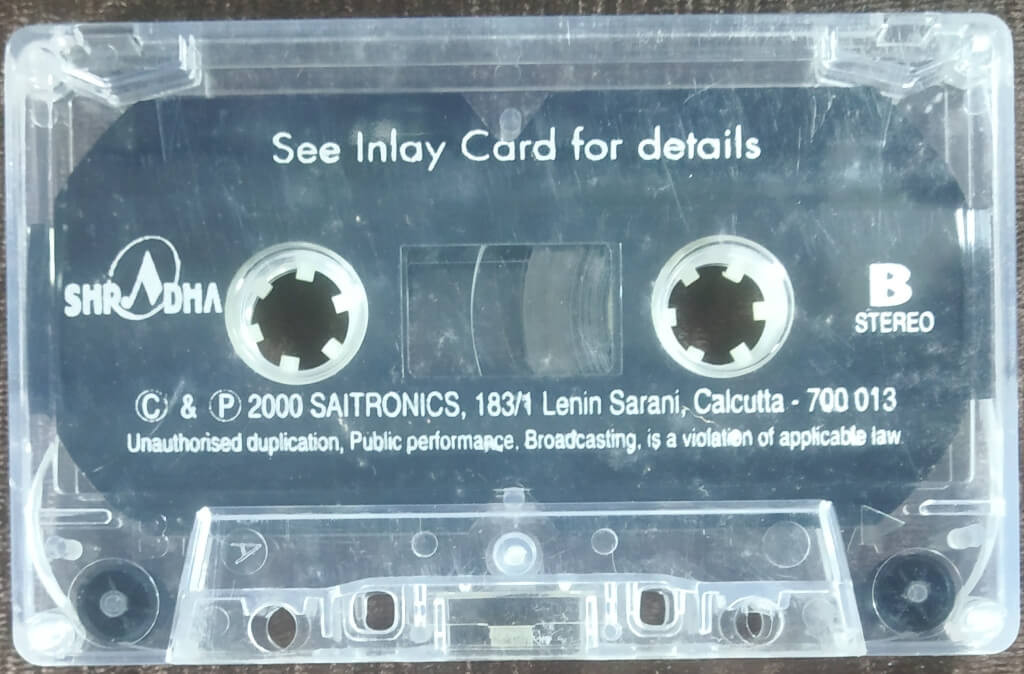 See Inlay Card for details
SHRADHA
B
STEREO
© & ℗ 2000 SAITRONICS, 183/1 Lenin Sarani, Calcutta - 700 013
Unauthorised duplication, Public performance, Broadcasting, is a violation of applicable law
A